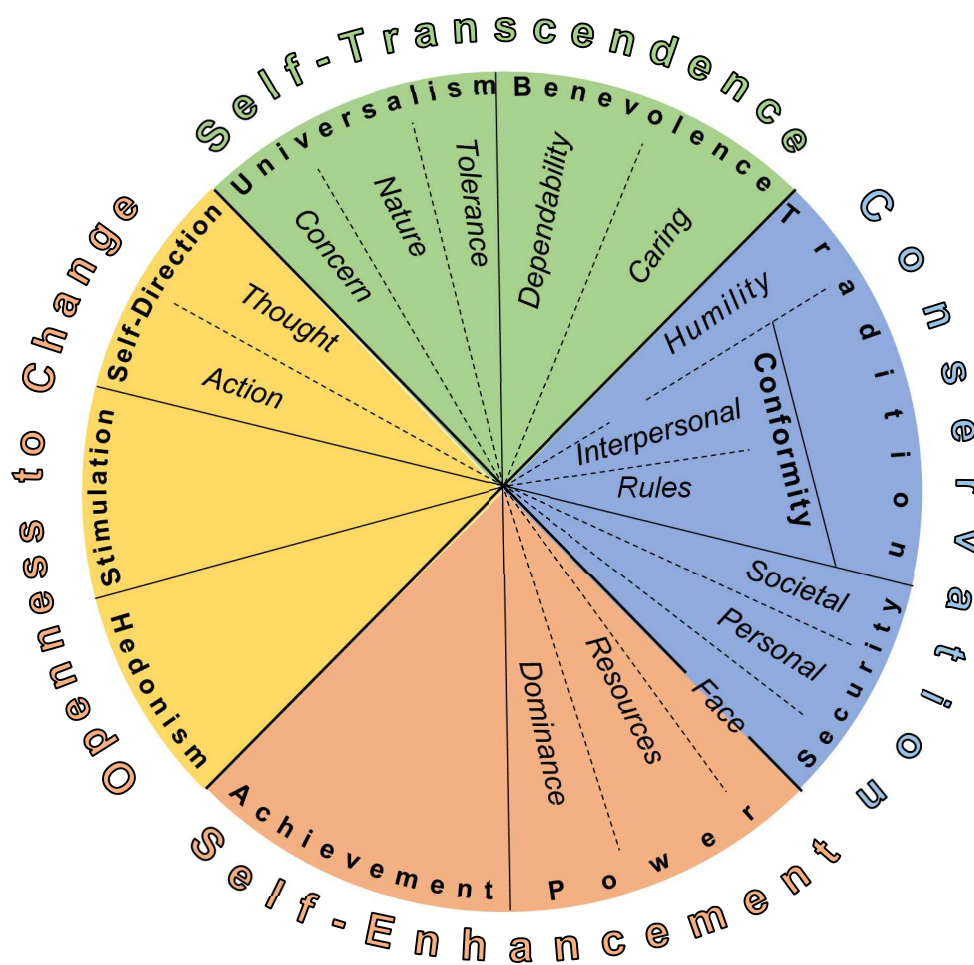 Self-Transcendence
Universalism
Benevolence
Concern
Nature
Tolerance
Dependability
Caring
Conservation
Tradition
Humility
Conformity
Interpersonal
Rules
Security
Societal
Personal
Face
Self-Enhancement
Power
Resources
Dominance
Achievement
Openness to Change
Hedonism
Stimulation
Self-Direction
Action
Thought